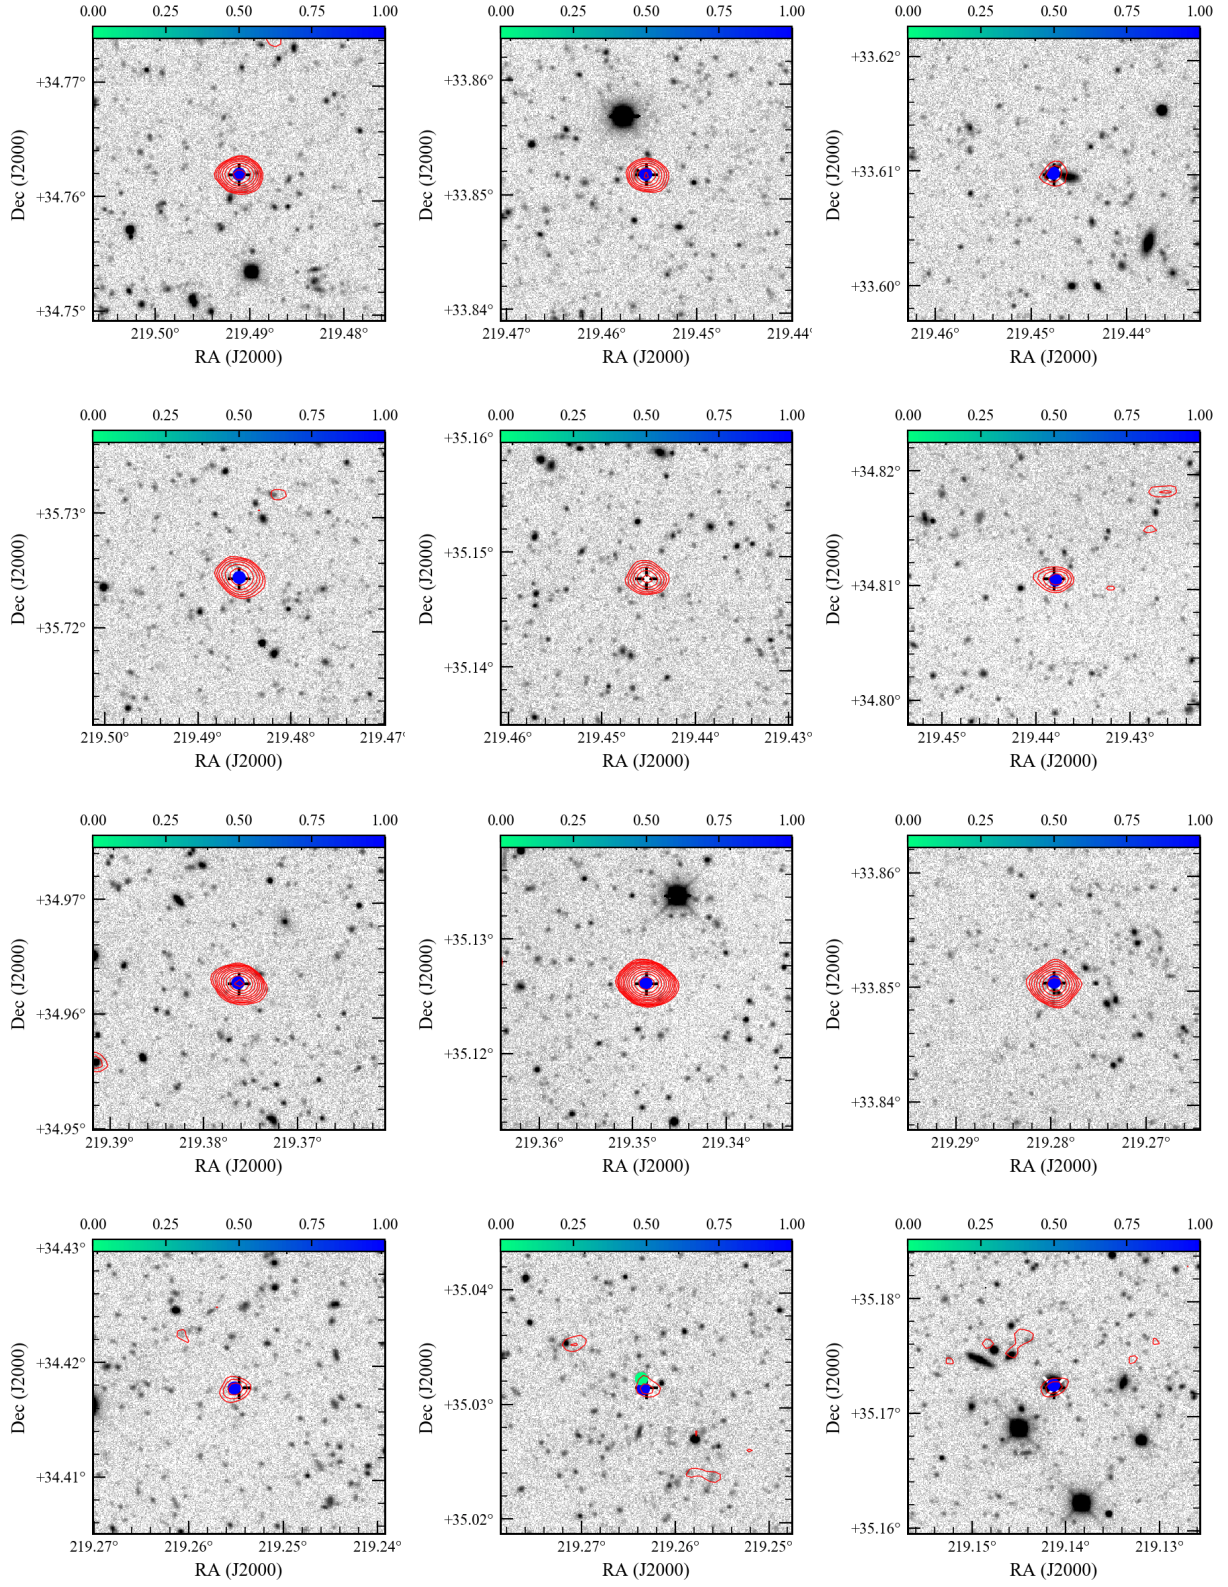 0.00 0.25 0.50 0.75 1.00 0.00 0.25 0.50 0.75 1.00 0.00 0.25 0.50 0.75 1.00
+34.77° +33.86° +33.62°
+34.76° +33.85° +33.61°
+34.75° +33.84° +33.60°
Dec (J2000) Dec (J2000) Dec (J2000)
219.50° 219.49° 219.48° 219.47° 219.46° 219.45° 219.44° 219.46° 219.45° 219.44°
RA (J2000) RA (J2000) RA (J2000)
0.00 0.25 0.50 0.75 1.00 0.00 0.25 0.50 0.75 1.00 0.00 0.25 0.50 0.75 1.00
+35.16°
+35.73° +35.15° +34.82°
+35.72° +35.14° +34.81°
+34.80°
Dec (J2000) Dec (J2000) Dec (J2000)
219.50° 219.49° 219.48° 219.47° 219.46° 219.45° 219.44° 219.43° 219.45° 219.44° 219.43°
RA (J2000) RA (J2000) RA (J2000)
0.00 0.25 0.50 0.75 1.00 0.00 0.25 0.50 0.75 1.00 0.00 0.25 0.50 0.75 1.00
+34.97° +35.13° +33.86°
+34.96° +35.12° +33.85°
+34.95° +33.84°
Dec (J2000) Dec (J2000) Dec (J2000)
219.39° 219.38° 219.37° 219.36° 219.35° 219.34° 219.29° 219.28° 219.27°
RA (J2000) RA (J2000) RA (J2000)
0.00 0.25 0.50 0.75 1.00 0.00 0.25 0.50 0.75 1.00 0.00 0.25 0.50 0.75 1.00
+34.43° +35.04° +35.18°
+34.42° +35.03° +35.17°
+34.41° +35.02° +35.16°
Dec (J2000) Dec (J2000) Dec (J2000)
219.27° 219.26° 219.25° 219.24° 219.27° 219.26° 219.25° 219.15° 219.14° 219.13°
RA (J2000) RA (J2000) RA (J2000)